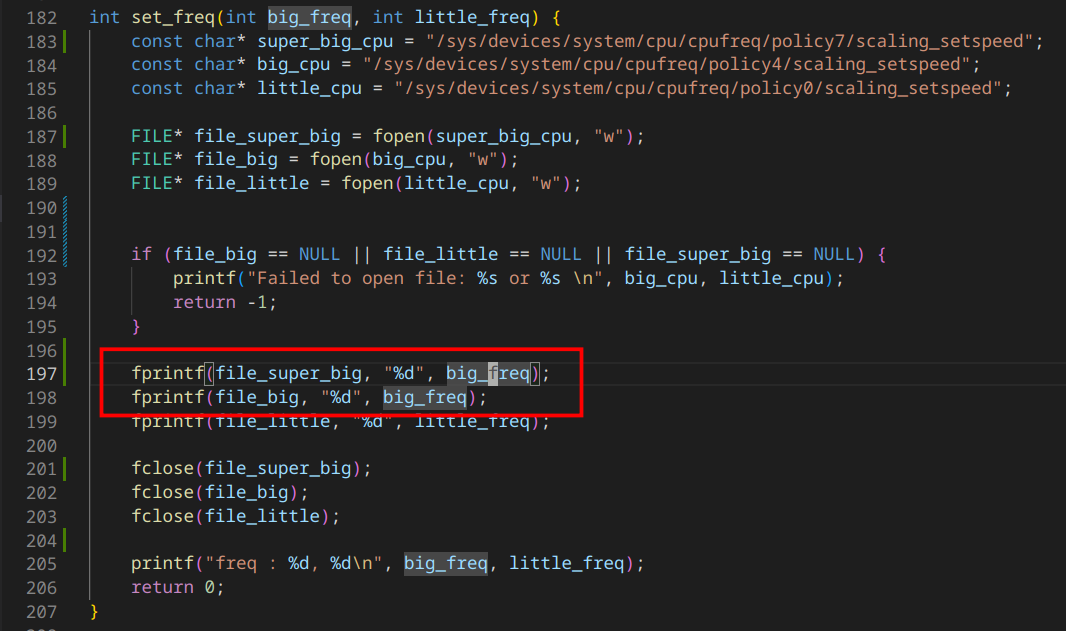 182 int set_freq(int big_freq, int little_freq) {
183 const char* super_big_cpu = "/sys/devices/system/cpu/cpufreq/policy7/scaling_setspeed";
184 const char* big_cpu = "/sys/devices/system/cpu/cpufreq/policy4/scaling_setspeed";
185 const char* little_cpu = "/sys/devices/system/cpu/cpufreq/policy0/scaling_setspeed";
186
187 FILE* file_super_big = fopen(super_big_cpu, "w");
188 FILE* file_big = fopen(big_cpu, "w");
189 FILE* file_little = fopen(little_cpu, "w");
190
191
192 if (file_big == NULL || file_little == NULL || file_super_big == NULL) {
193 printf("Failed to open file: %s or %s \n", big_cpu, little_cpu);
194 return -1;
195 }
196
197 fprintf(file_super_big, "%d", big_freq);
198 fprintf(file_big, "%d", big_freq);
199 fprintf(file_little, "%d", little_freq);
200
201 fclose(file_super_big);
202 fclose(file_big);
203 fclose(file_little);
204
205 printf("freq : %d, %d\n", big_freq, little_freq);
206 return 0;
207 }